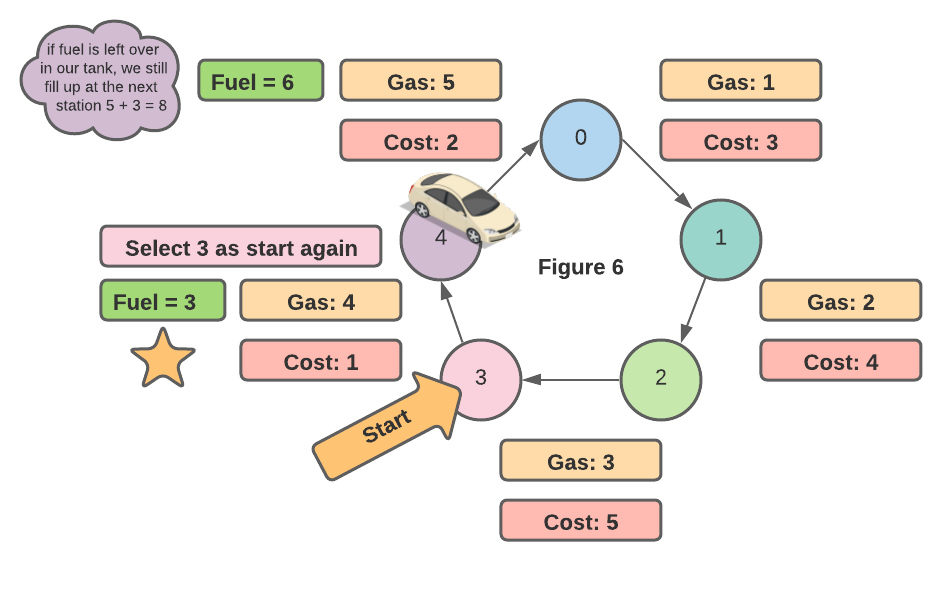 if fuel is left over
in our tank, we still
fill up at the next
station 5 + 3 = 8
Fuel = 6
Gas: 5
Gas: 1
Cost: 2
Cost: 3
0
4
1
Select 3 as start again
Figure 6
Fuel = 3
Gas: 4
Gas: 2
Cost: 1
Cost: 4
3
2
Start
Gas: 3
Cost: 5